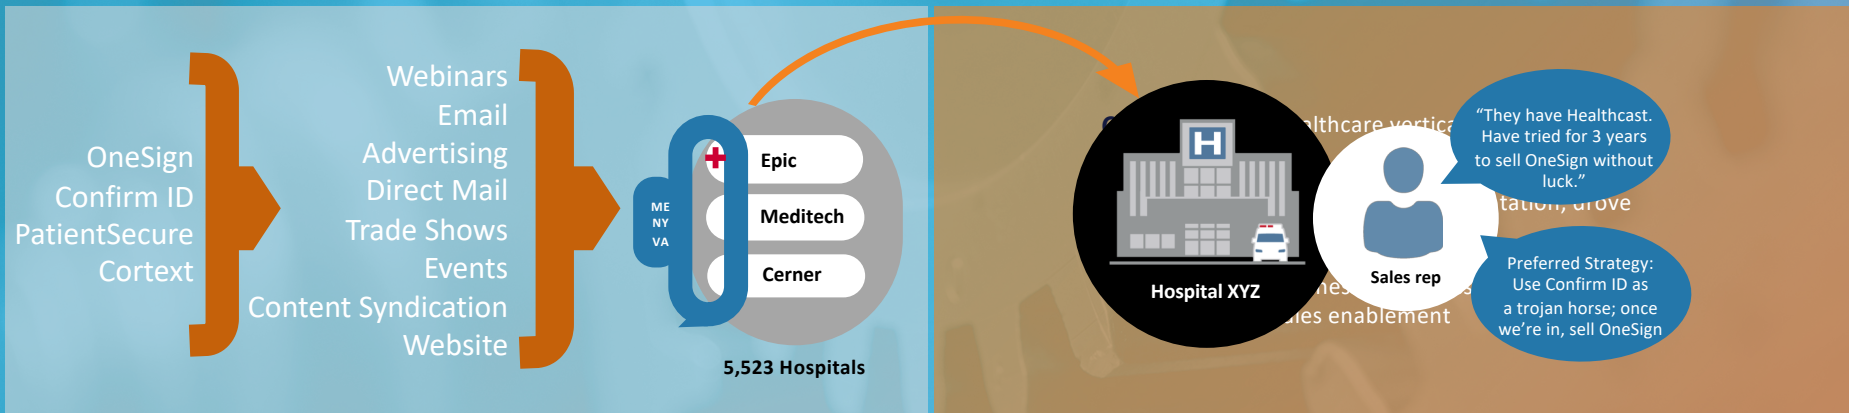 OneSign
Confirm ID
PatientSecure
Cortext
Webinars
Email
Advertising
Direct Mail
Trade Shows
Events
Content Syndication
Website
ME
NY
VA
Epic
Meditech
Cerner
5,523 Hospitals
H
Hospital XYZ
Sales rep
“They have Healthcast.
Have tried for 3 years
to sell OneSign without
luck.”
Preferred Strategy:
Use Confirm ID as
a trojan horse; once
we’re in, sell OneSign
drove
enablement